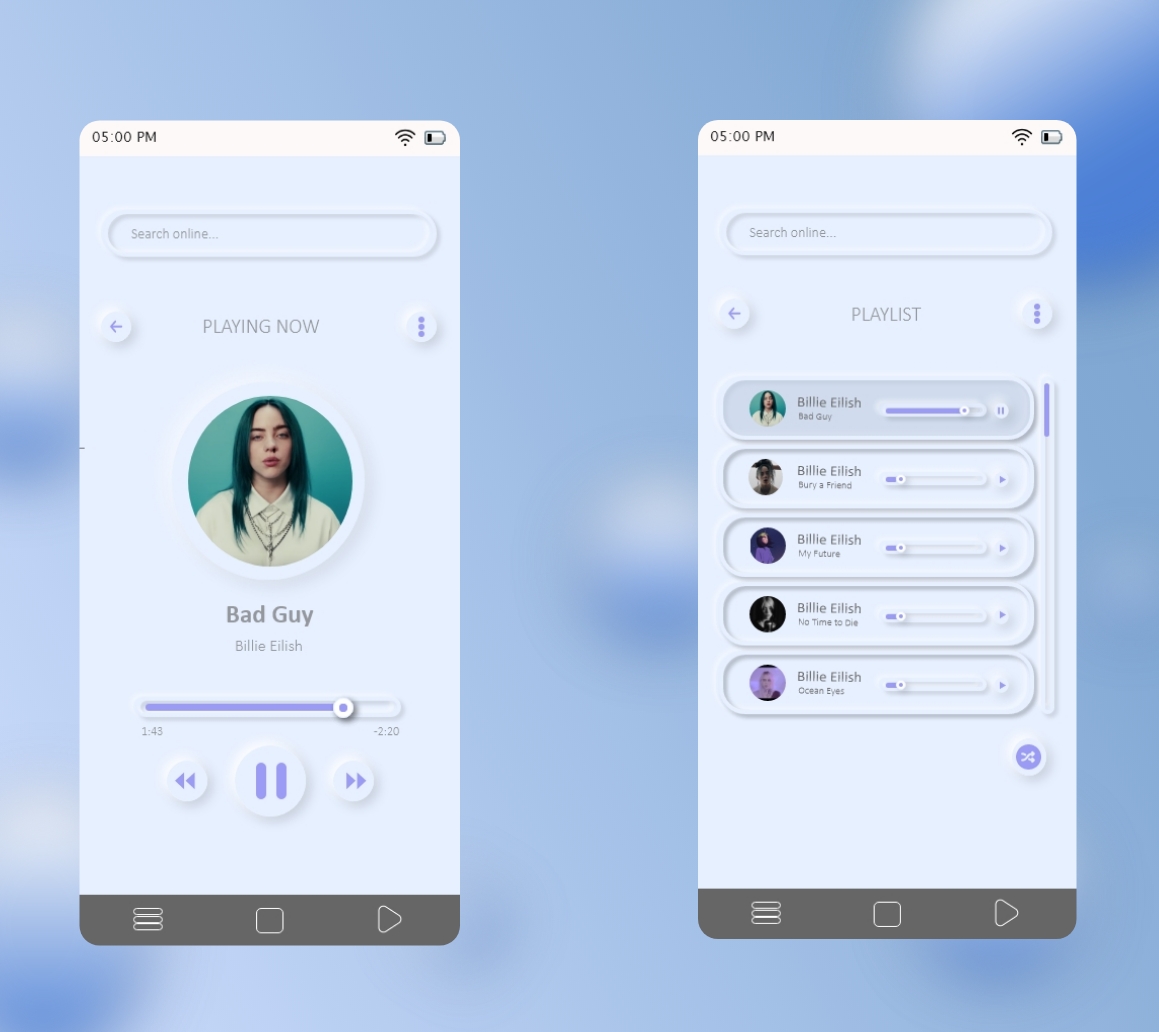 05:00 PM
Search online...
PLAYING NOW
Bad Guy
Billie Eilish
1:43
-2:20
05:00 PM
Search online...
PLAYLIST
Billie Eilish
Bad Guy
Billie Eilish
Bury a Friend
Billie Eilish
My Future
Billie Eilish
No Time to Die
Billie Eilish
Ocean Eyes